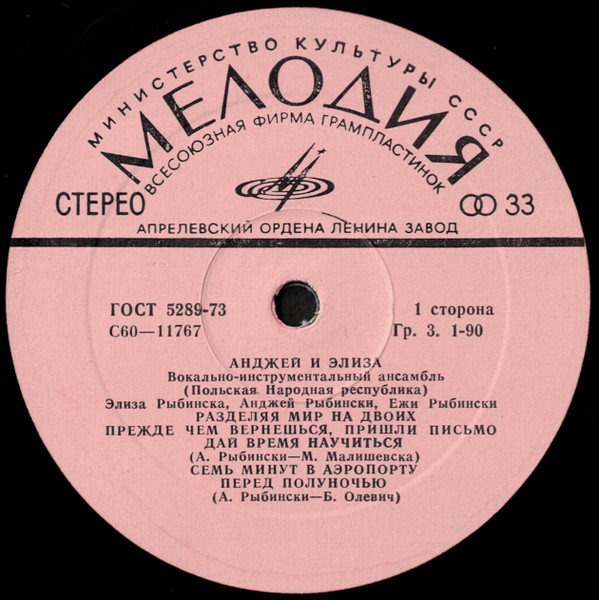 МИНИСТЕРСТВО КУЛЬТУРЫ СССР
МЕЛОДИЯ
ВСЕСОЮЗНАЯ ФИРМА ГРАМПЛАСТИНОК
СТЕРЕО
33
АПРЕЛЕВСКИЙ ОРДЕНА ЛЕНИНА ЗАВОД
ГОСТ 5289-73
1 сторона
С60—11767
Гр. 3. 1-90
АНДЖЕЙ И ЭЛИЗА
Вокально-инструментальный ансамбль
(Польская Народная республика)
Элиза Рыбинска, Анджей Рыбински, Ежи Рыбински
РАЗДЕЛЯЯ МИР НА ДВОИХ
ПРЕЖДЕ ЧЕМ ВЕРНЕШЬСЯ, ПРИШЛИ ПИСЬМО
ДАЙ ВРЕМЯ НАУЧИТЬСЯ
(А. Рыбински—М. Малишевска)
СЕМЬ МИНУТ В АЭРОПОРТУ
ПЕРЕД ПОЛУНОЧЬЮ
(А. Рыбински—Б. Олевич)